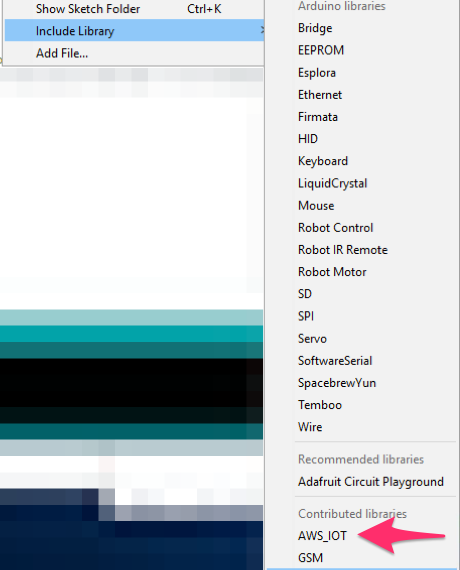 Show Sketch Folder Ctrl+K
Include Library
Add File...
Arduino libraries
Bridge
EEPROM
Esplora
Ethernet
Firmata
HID
Keyboard
LiquidCrystal
Mouse
Robot Control
Robot IR Remote
Robot Motor
SD
SPI
Servo
SoftwareSerial
SpacebrewYun
Temboo
Wire
Recommended libraries
Adafruit Circuit Playground
Contributed libraries
AWS_IOT
GSM